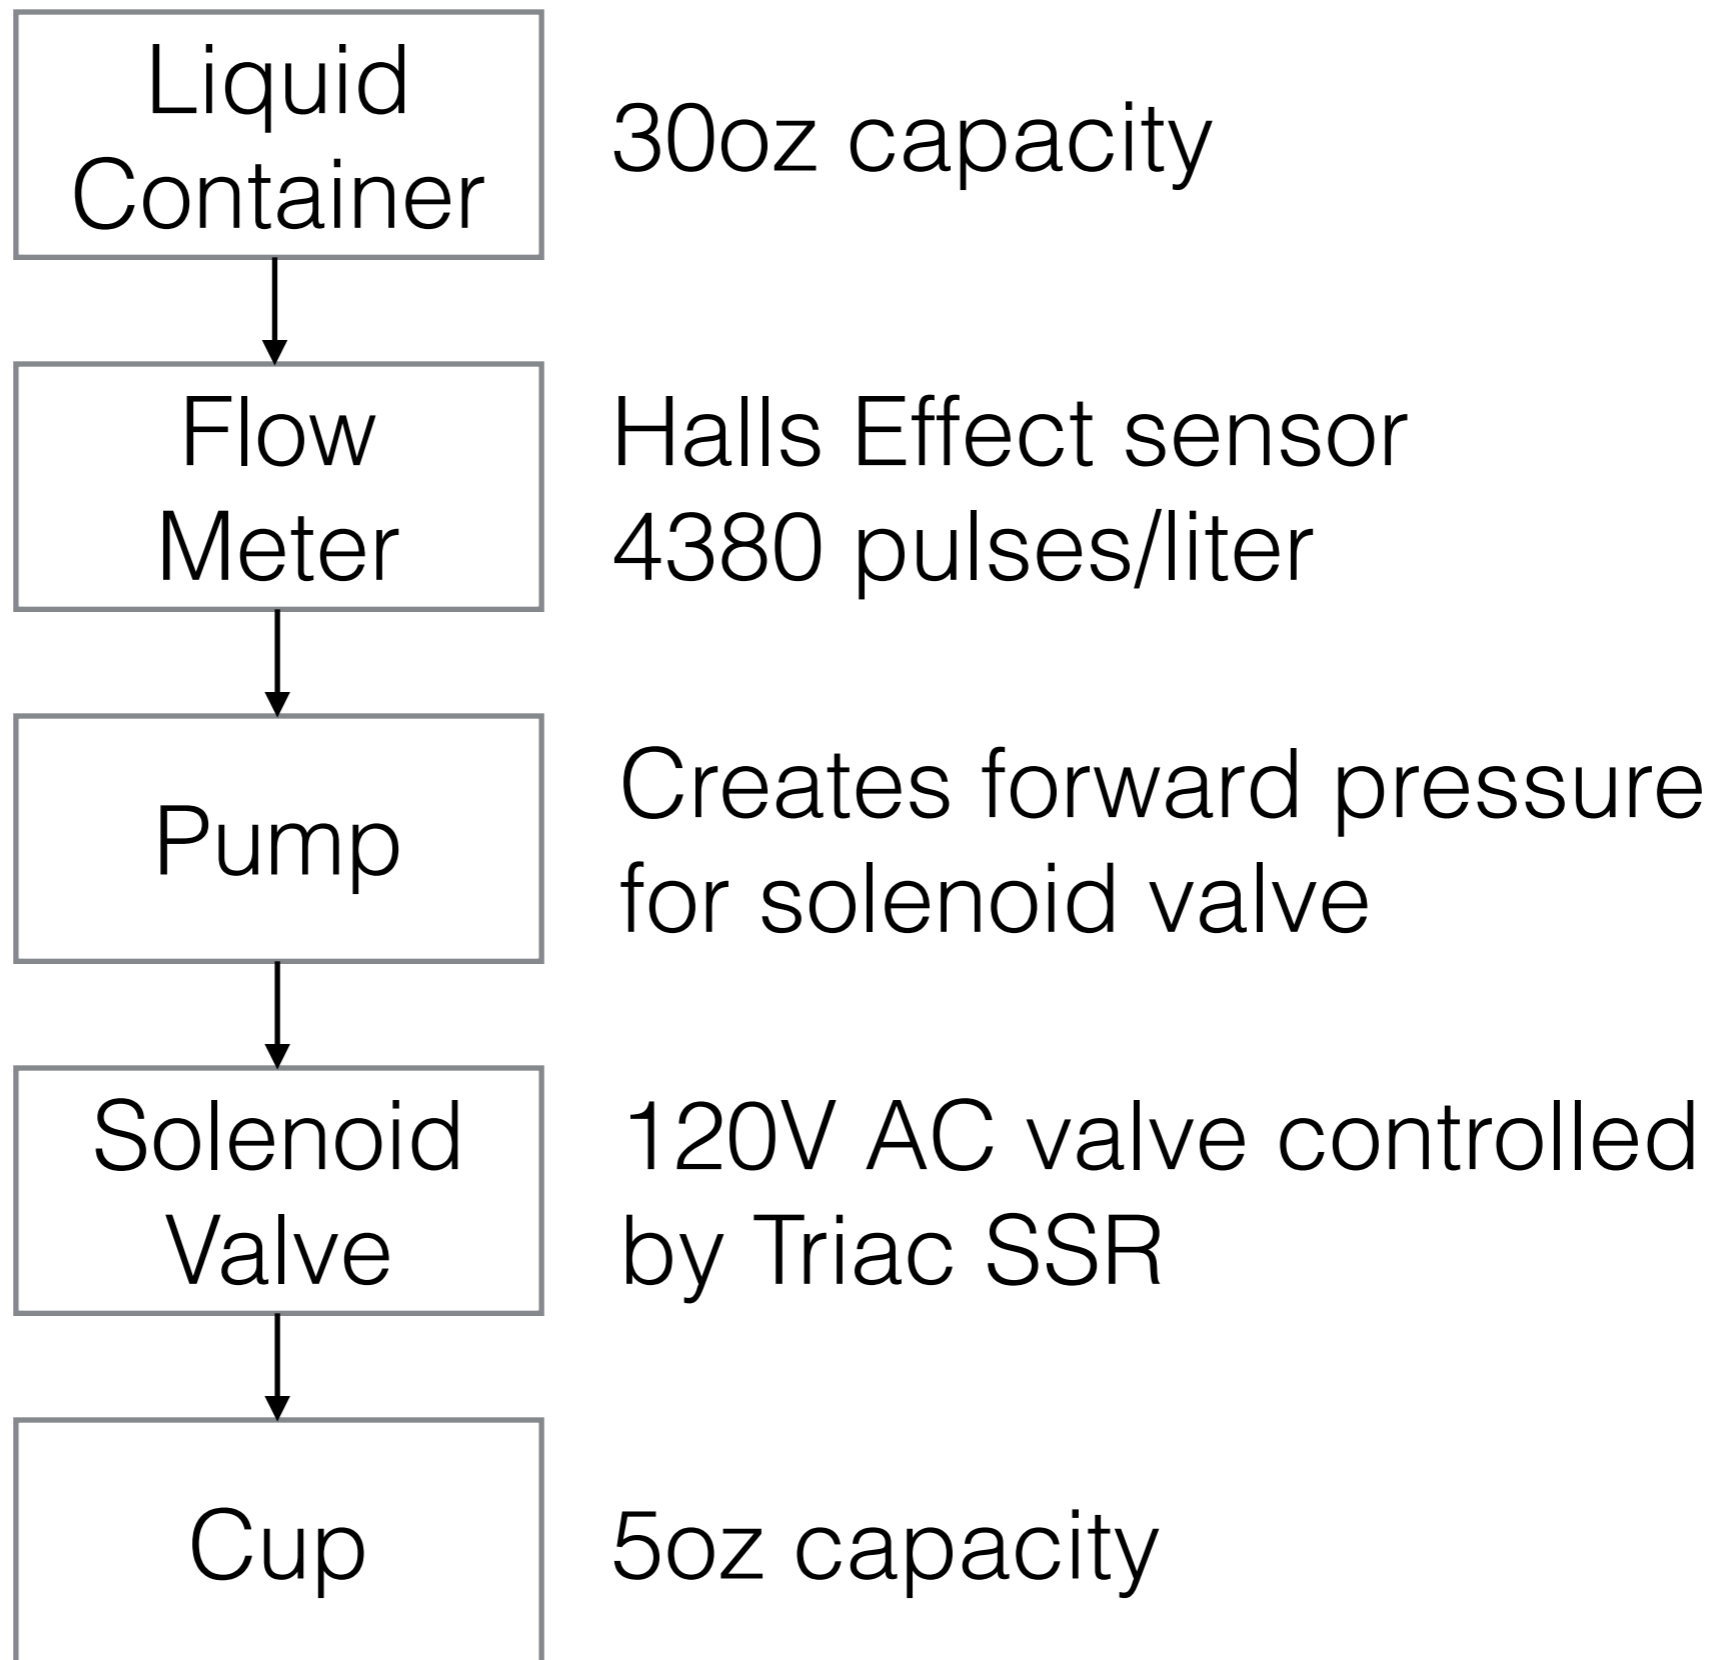 Liquid
Container
30oz capacity
Flow
Meter
Halls Effect sensor
4380 pulses/liter
Pump
Creates forward pressure
for solenoid valve
Solenoid
Valve
120V AC valve controlled
by Triac SSR
Cup
5oz capacity